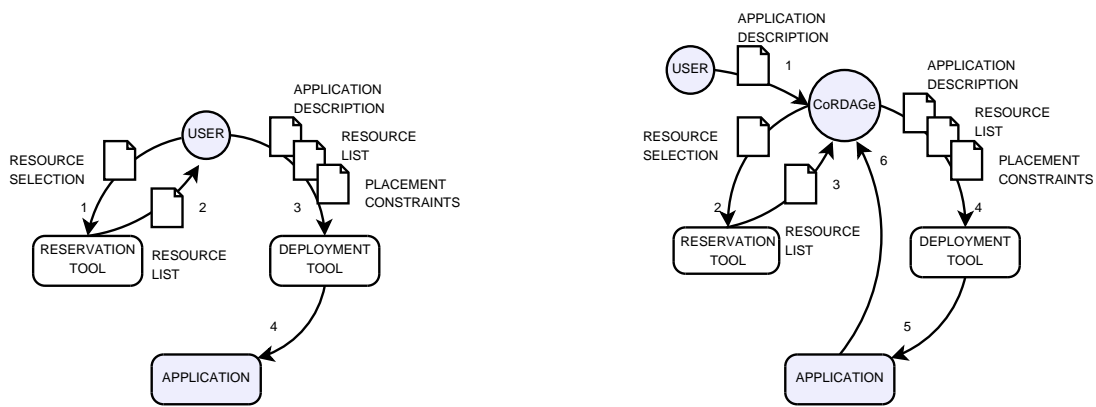 APPLICATION
DESCRIPTION
USER
RESOURCE
LIST
RESOURCE
SELECTION
PLACEMENT
CONSTRAINTS
1
2
3
RESERVATION
TOOL
RESOURCE
LIST
DEPLOYMENT
TOOL
4
APPLICATION
APPLICATION
DESCRIPTION
USER
1
APPLICATION
DESCRIPTION
CoRDAGe
RESOURCE
LIST
RESOURCE
SELECTION
6
PLACEMENT
CONSTRAINTS
3
2
4
RESERVATION
TOOL
RESOURCE
LIST
DEPLOYMENT
TOOL
5
APPLICATION